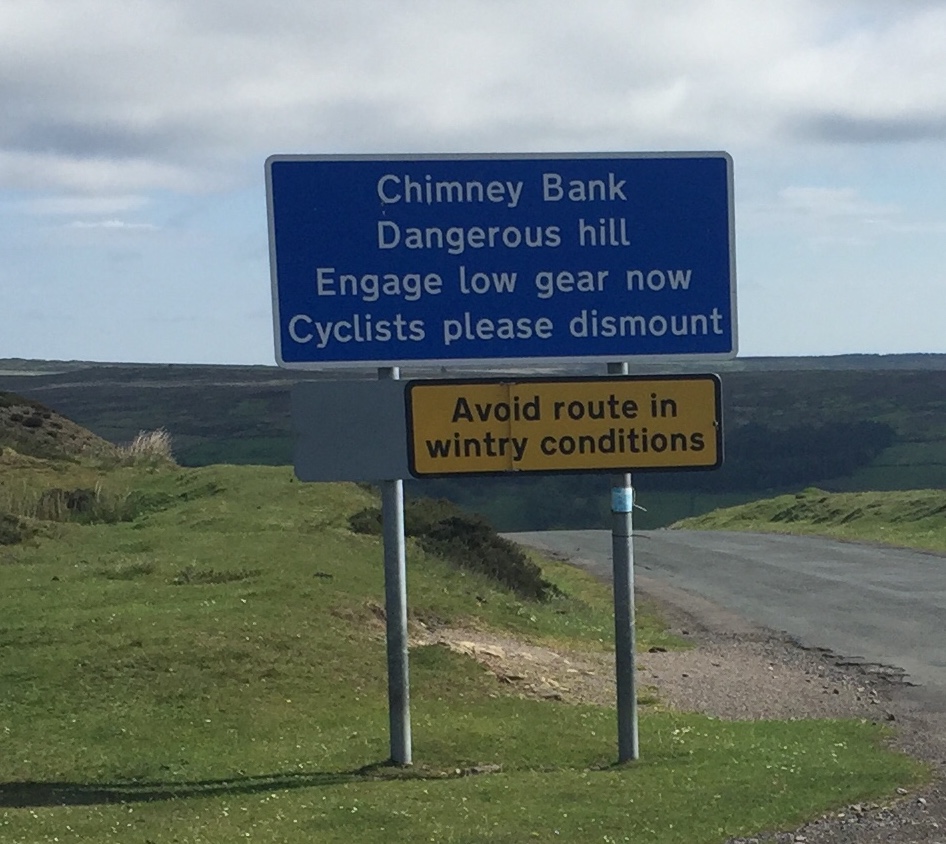 Chimney Bank
Dangerous hill
Engage low gear now
Cyclists please dismount
Avoid route in
wintry conditions